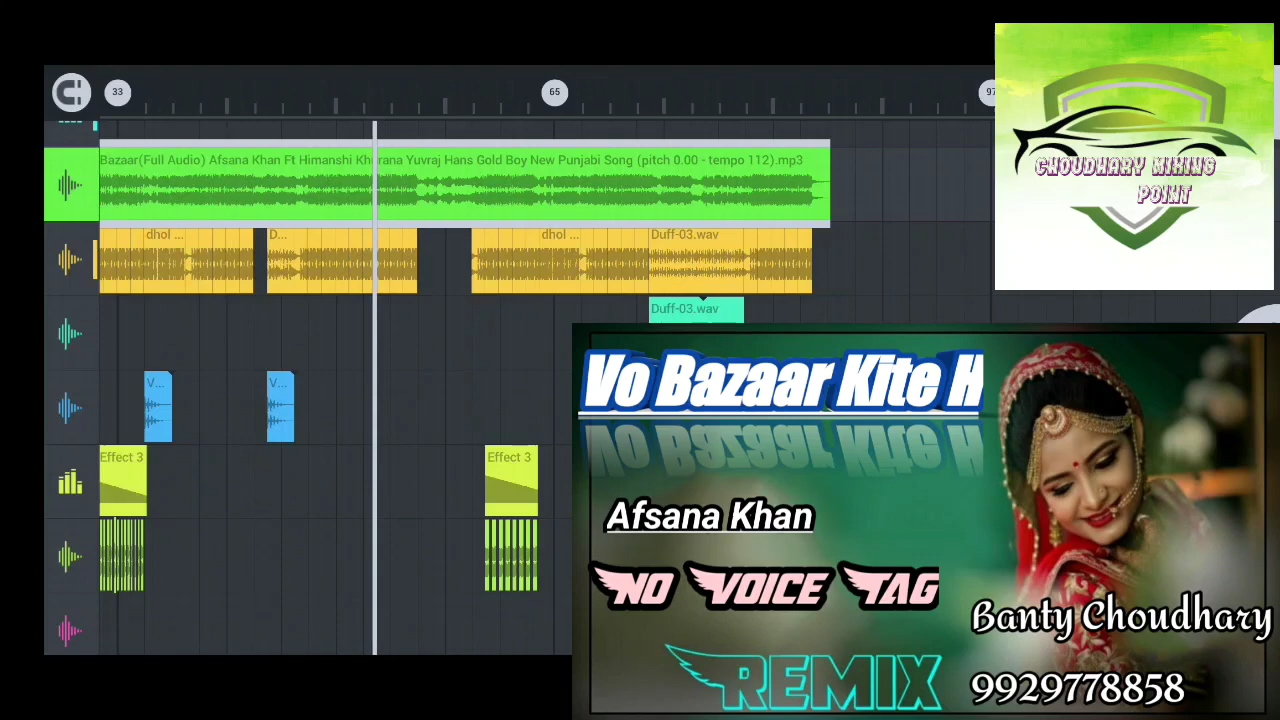 33
65
97
Bazaar(Full Audio) Afsana Khan Ft Himanshi Khurana Yuvraj Hans Gold Boy New Punjabi Song (pitch 0.00 - tempo 112).mp3
dhol ...
D...
dhol ...
Duff-03.wav
Duff-03.wav
V...
V...
Effect 3
Effect 3
CHOUDHARY MIXING
POINT
Vo Bazaar Kite H
Afsana Khan
NO VOICE TAG
REMIX
Banty Choudhary
9929778858